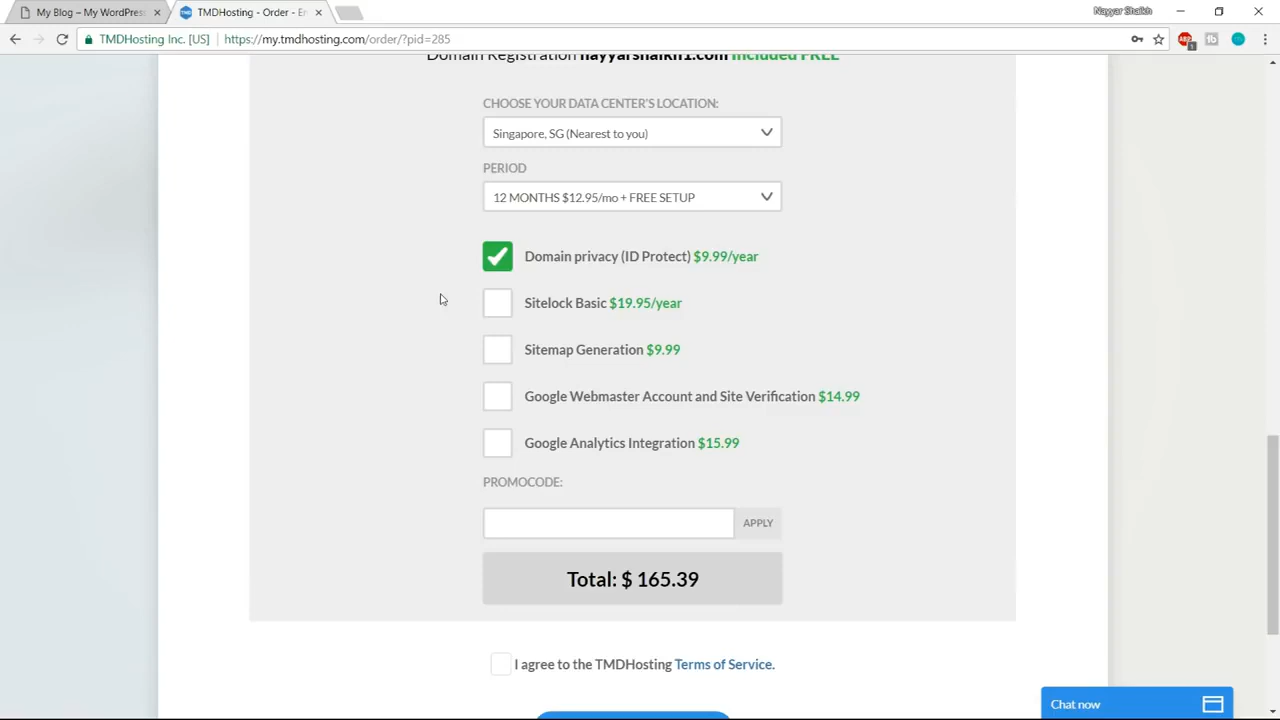 My Blog – My WordPres
TMDHosting - Order - En
Nayyar Shaikh
TMDHosting Inc. [US]
https://my.tmdhosting.com/order/?pid=285
Domain Registration nayyarshaikh1.com included FREE
CHOOSE YOUR DATA CENTER'S LOCATION:
Singapore, SG (Nearest to you)
PERIOD
12 MONTHS $12.95/mo + FREE SETUP
Domain privacy (ID Protect) $9.99/year
Sitelock Basic $19.95/year
Sitemap Generation $9.99
Google Webmaster Account and Site Verification $14.99
Google Analytics Integration $15.99
PROMOCODE:
APPLY
Total: $ 165.39
I agree to the TMDHosting Terms of Service.
Chat now